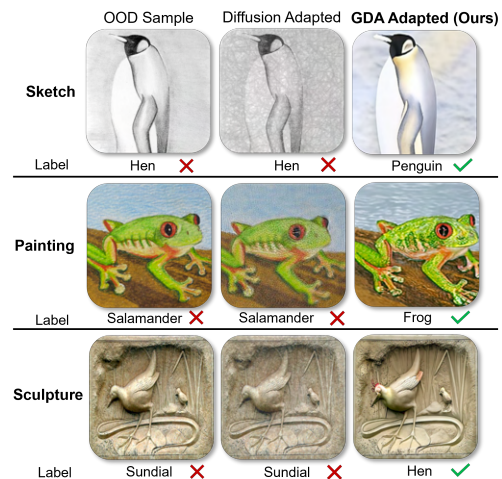 OOD Sample Diffusion Adapted GDA Adapted (Ours)
Sketch
Label Hen Hen Penguin
Painting
Label Salamander Salamander Frog
Sculpture
Label Sundial Sundial Hen